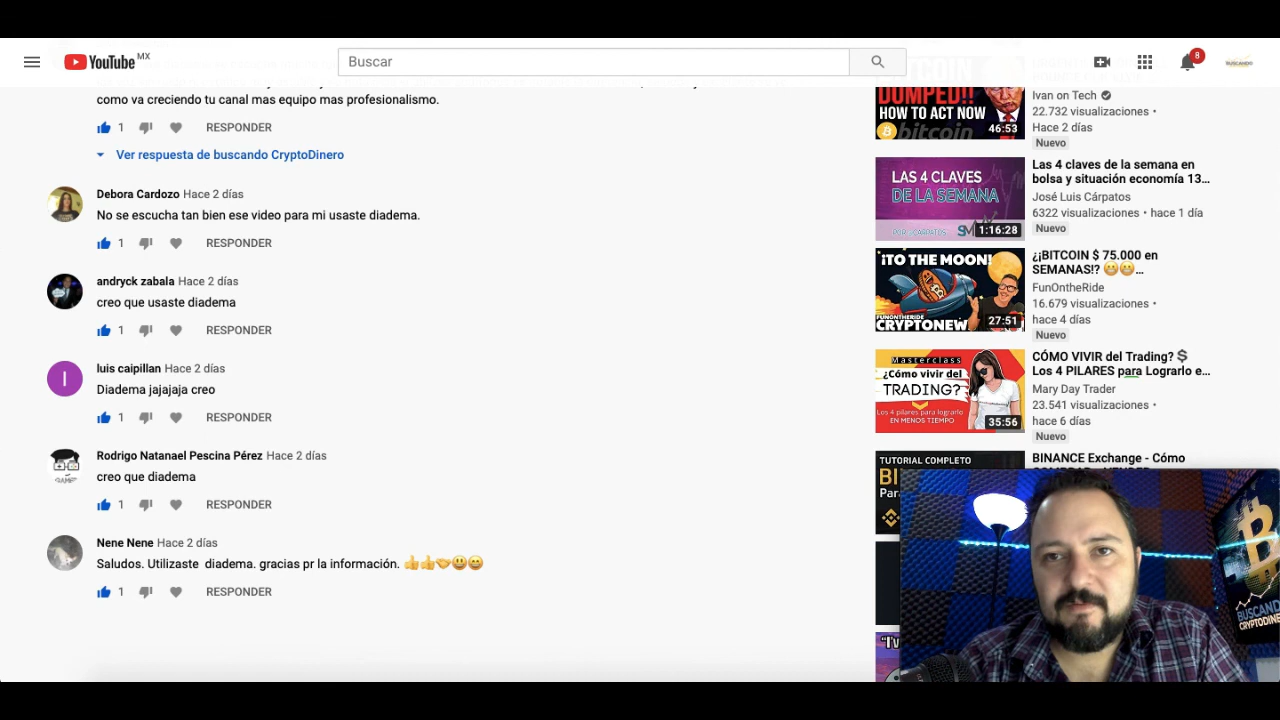 YouTube MX
Buscar
8
BUSCANDO
como va creciendo tu canal mas equipo mas profesionalismo.
1 RESPONDER
Ver respuesta de buscando CryptoDinero
Debora Cardozo Hace 2 días
No se escucha tan bien ese video para mi usaste diadema.
1 RESPONDER
andryck zabala Hace 2 días
creo que usaste diadema
1 RESPONDER
I
luis caipillan Hace 2 días
Diadema jajajaja creo
1 RESPONDER
Rodrigo Natanael Pescina Pérez Hace 2 días
creo que diadema
1 RESPONDER
Nene Nene Hace 2 días
Saludos. Utilizaste diadema. gracias pr la información. 👍👍🤝😃😄
1 RESPONDER
DUMPED!!
HOW TO ACT NOW
bitcoin
46:53
Ivan on Tech
22.732 visualizaciones •
Hace 2 días
Nuevo
LAS 4 CLAVES
DE LA SEMANA
1:16:28
Las 4 claves de la semana en
bolsa y situación economía 13...
José Luis Cárpatos
6322 visualizaciones • hace 1 día
Nuevo
¡TO THE MOON!
FUNONTHERIDE
CRYPTONEW
27:51
¿¡BITCOIN $ 75.000 en
SEMANAS!? 😬😬...
FunOntheRide
16.679 visualizaciones •
hace 4 días
Nuevo
Masterclass
¿Cómo vivir del
TRADING?
Los 4 pilares para lograrlo
EN MENOS TIEMPO
35:56
CÓMO VIVIR del Trading? $
Los 4 PILARES para Lograrlo e...
Mary Day Trader
23.541 visualizaciones •
hace 6 días
Nuevo
TUTORIAL COMPLETO
BI
Par
BINANCE Exchange - Cómo
BUSCAND
CRYPTODINE